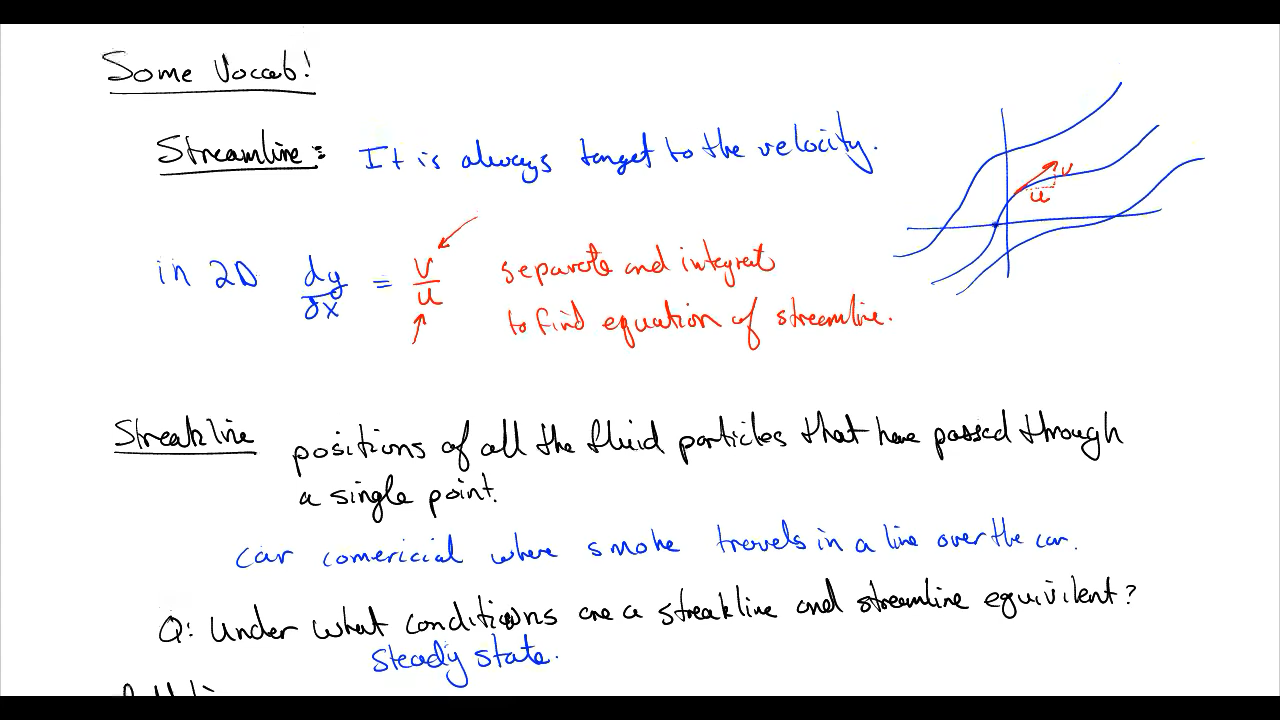 Some Vocab!
Streamline: It is always tanget to the velocity.
v
u
in 2D dy/dx = v/u separate and integrat
to find equation of streamline.
Streakline positions of all the fluid particles that have passed through
a single point.
car comericial where smoke travels in a line over the car.
Q: Under what conditions are a streakline and streamline equivilent?
steady state.